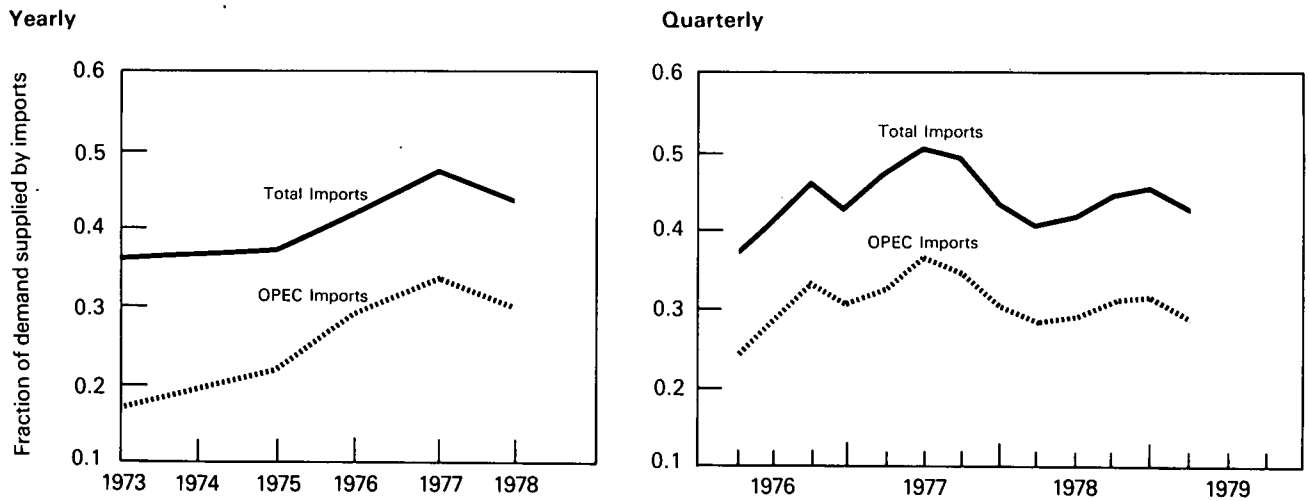 Yearly
Fraction of demand supplied by imports
0.6
0.5
0.4
0.3
0.2
0.1
Total Imports
OPEC Imports
1973 1974 1975 1976 1977 1978
Quarterly
0.6
0.5
0.4
0.3
0.2
0.1
Total Imports
OPEC Imports
1976 1977 1978 1979